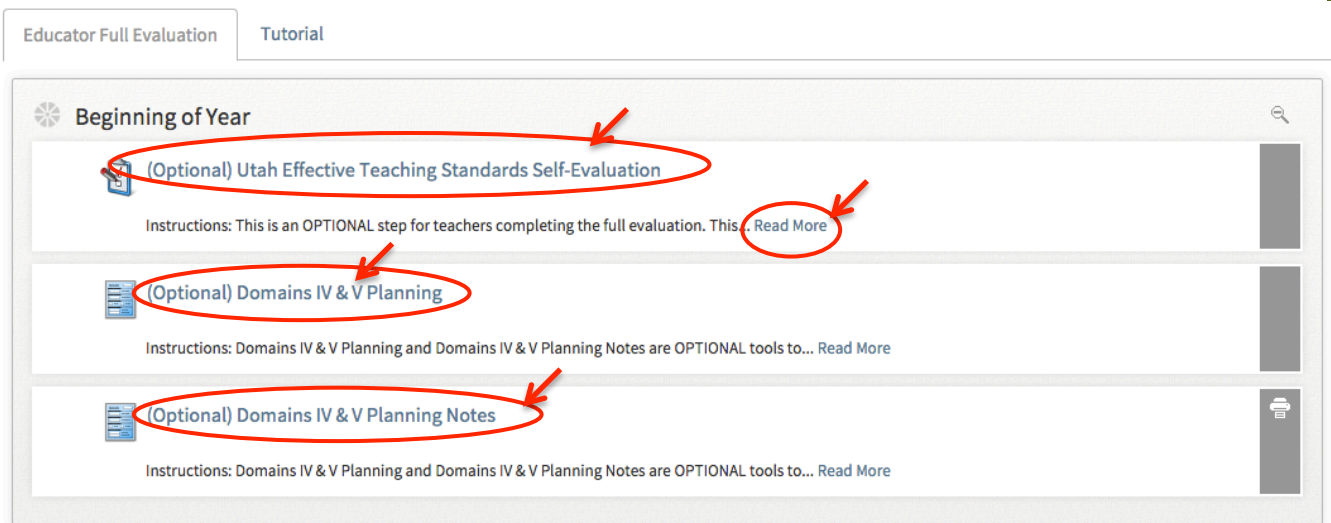 Educator Full Evaluation
Tutorial
Beginning of Year
(Optional) Utah Effective Teaching Standards Self-Evaluation
Instructions: This is an OPTIONAL step for teachers completing the full evaluation. This... Read More
(Optional) Domains IV & V Planning
Instructions: Domains IV & V Planning and Domains IV & V Planning Notes are OPTIONAL tools to... Read More
(Optional) Domains IV & V Planning Notes
Instructions: Domains IV & V Planning and Domains IV & V Planning Notes are OPTIONAL tools to... Read More